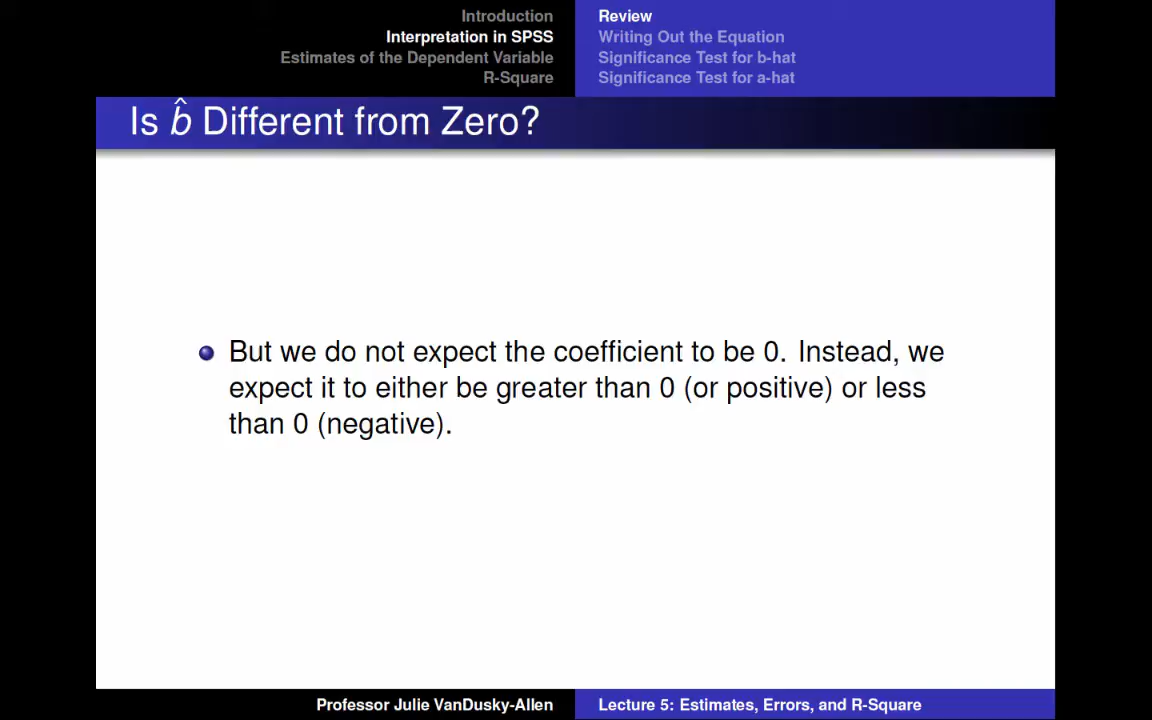 Introduction
Interpretation in SPSS
Estimates of the Dependent Variable
R-Square
Review
Writing Out the Equation
Significance Test for b-hat
Significance Test for a-hat
Is b̂ Different from Zero?
But we do not expect the coefficient to be 0. Instead, we
expect it to either be greater than 0 (or positive) or less
than 0 (negative).
Professor Julie VanDusky-Allen
Lecture 5: Estimates, Errors, and R-Square